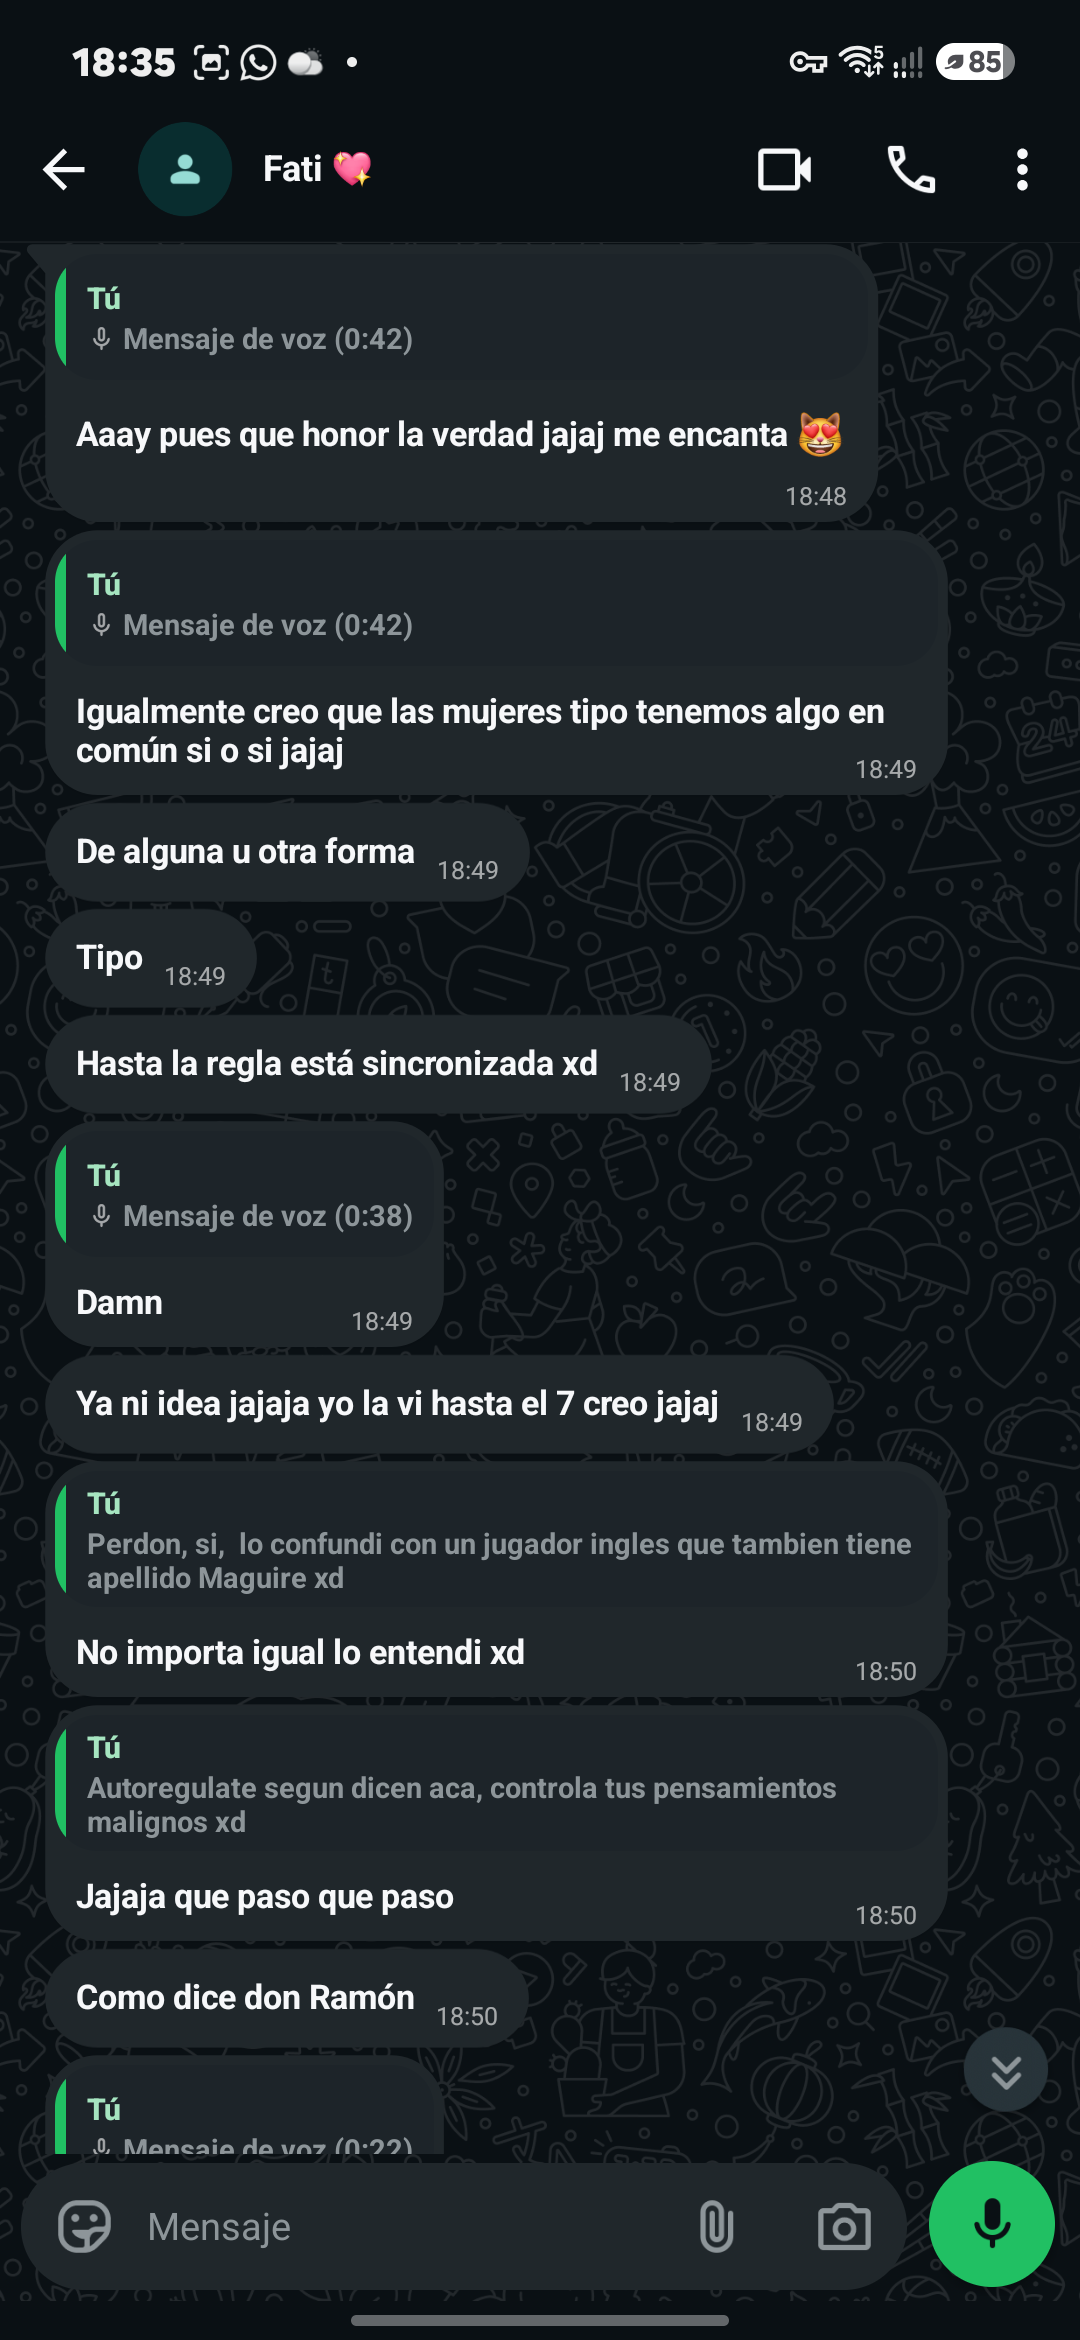 18:35
5
85
Fati 💖
Tú
Mensaje de voz (0:42)
Aaay pues que honor la verdad jajaj me encanta 😻
18:48
Tú
Mensaje de voz (0:42)
Igualmente creo que las mujeres tipo tenemos algo en
común si o si jajaj
18:49
De alguna u otra forma 18:49
Tipo 18:49
Hasta la regla está sincronizada xd 18:49
Tú
Mensaje de voz (0:38)
Damn 18:49
Ya ni idea jajaja yo la vi hasta el 7 creo jajaj 18:49
Tú
Perdon, si,  lo confundi con un jugador ingles que tambien tiene
apellido Maguire xd
No importa igual lo entendi xd 18:50
Tú
Autoregulate segun dicen aca, controla tus pensamientos
malignos xd
Jajaja que paso que paso 18:50
Como dice don Ramón 18:50
Tú
Mensaje de voz (0:22)
Mensaje